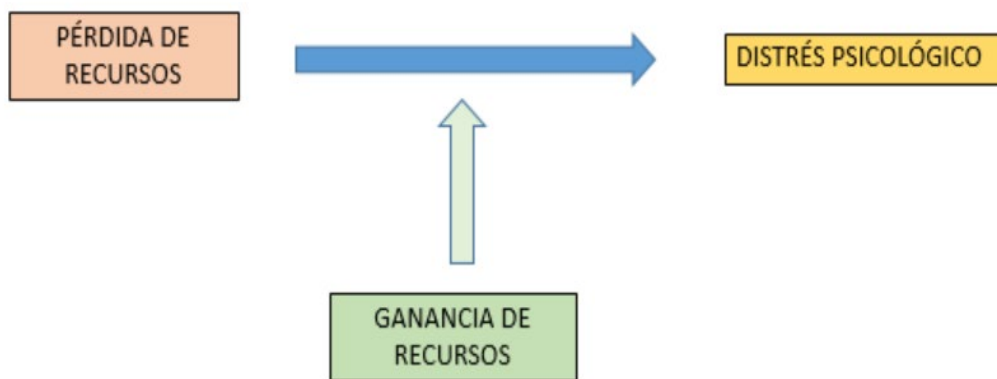 PÉRDIDA DE
RECURSOS
DISTRÉS PSICOLÓGICO
GANANCIA DE
RECURSOS